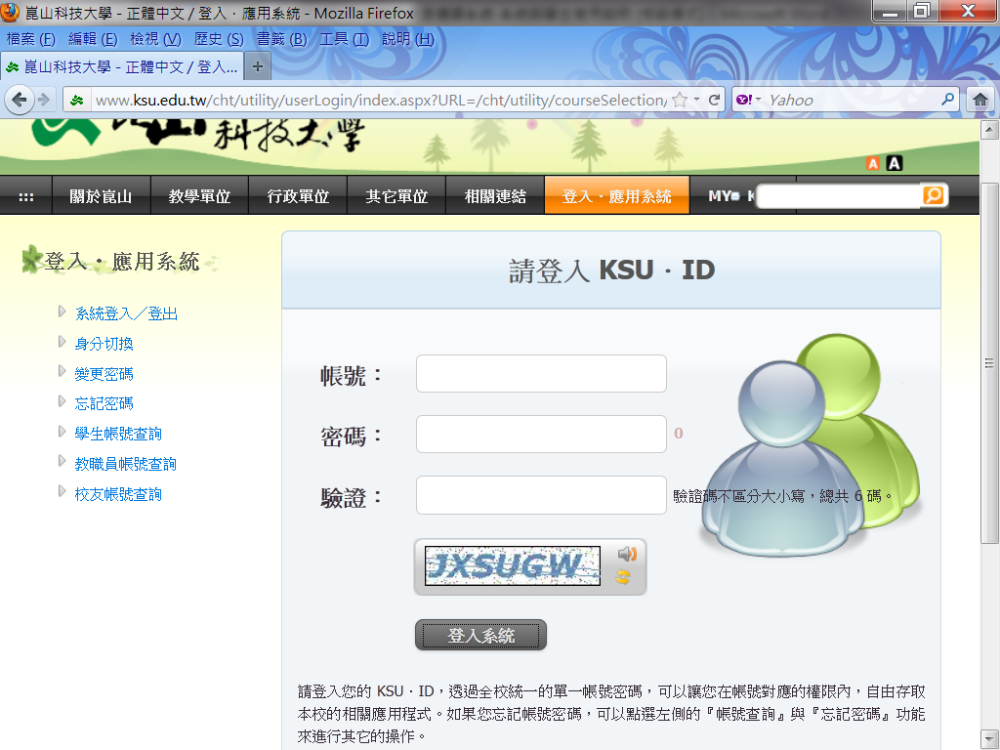 崑山科技大學 - 正體中文 / 登入．應用系統 - Mozilla Firefox
檔案 (F) 編輯 (E) 檢視 (V) 歷史 (S) 書籤 (B) 工具 (T) 說明 (H)
崑山科技大學 - 正體中文 / 登入...
www.ksu.edu.tw/cht/utility/userLogin/index.aspx?URL=/cht/utility/courseSelection/
Yahoo
科技大學
A A
關於崑山 教學單位 行政單位 其它單位 相關連結 登入．應用系統 MY
登入．應用系統
系統登入／登出
身分切換
變更密碼
忘記密碼
學生帳號查詢
教職員帳號查詢
校友帳號查詢
請登入 KSU．ID
帳號：
密碼： 0
驗證： 驗證碼不區分大小寫，總共 6 碼。
JXSUGW
登入系統
請登入您的 KSU．ID，透過全校統一的單一帳號密碼，可以讓您在帳號對應的權限內，自由存取
本校的相關應用程式。如果您忘記帳號密碼，可以點選左側的『帳號查詢』與『忘記密碼』功能
來進行其它的操作。